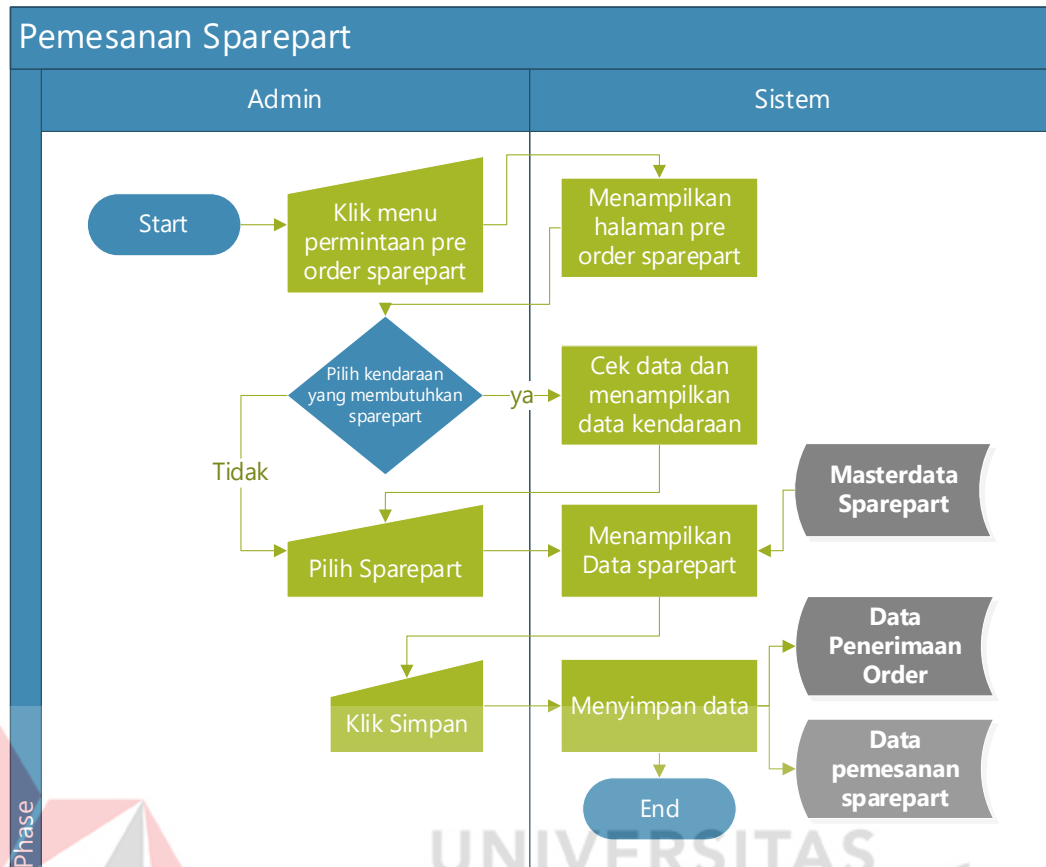 Pemesanan Sparepart
Admin
Sistem
Start
Klik menu
permintaan pre
order sparepart
Menampilkan
halaman pre
order sparepart
Pilih kendaraan
yang membutuhkan
sparepart
ya
Cek data dan
menampilkan
data kendaraan
Tidak
Masterdata
Sparepart
Pilih Sparepart
Menampilkan
Data sparepart
Data
Penerimaan
Order
Klik Simpan
Menyimpan data
Data
pemesanan
sparepart
End
Phase
UNIVERSITAS